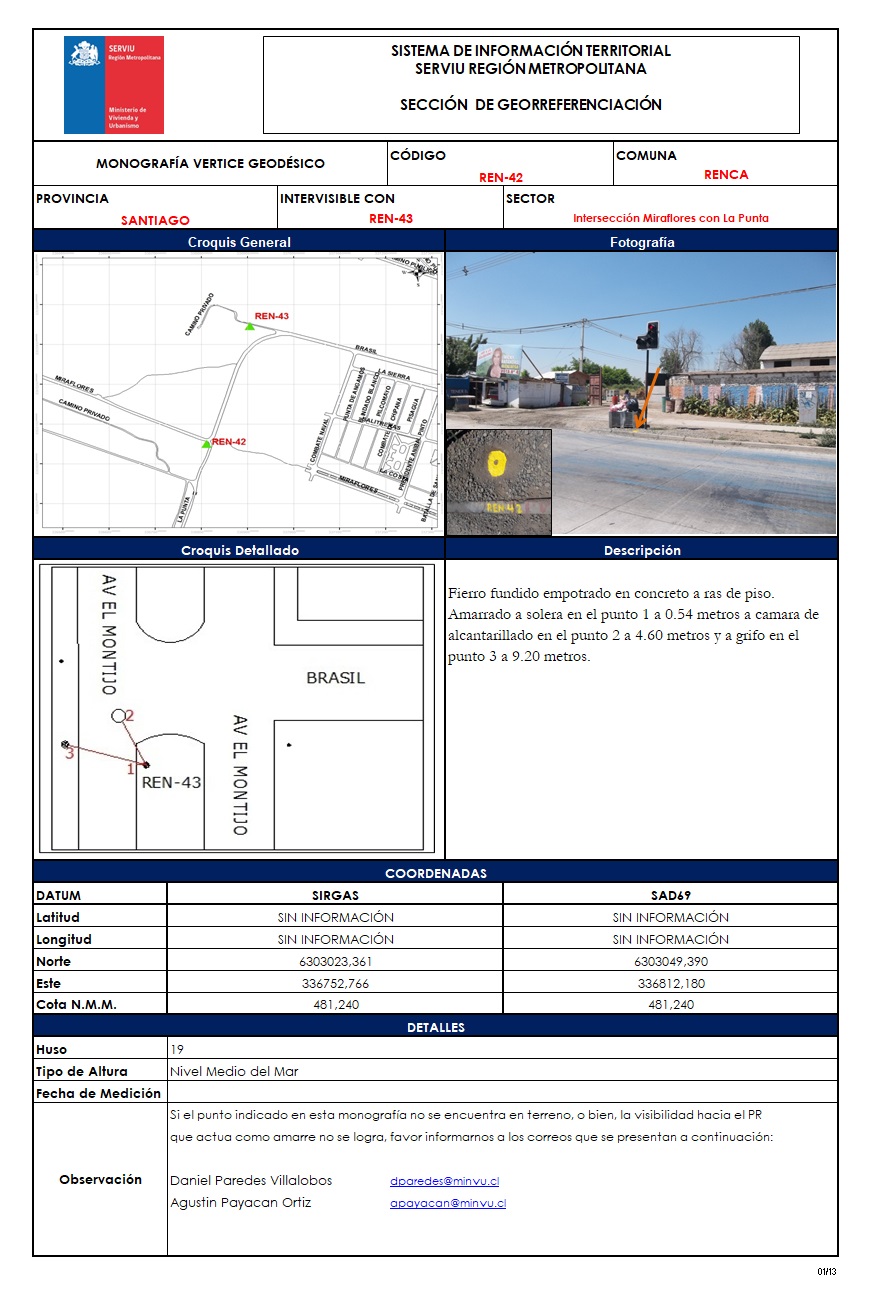 SERVIU
Región Metropolitana
Ministerio de
Vivienda y
Urbanismo
SISTEMA DE INFORMACIÓN TERRITORIAL
SERVIU REGIÓN METROPOLITANA
SECCIÓN DE GEORREFERENCIACIÓN
MONOGRAFÍA VERTICE GEODÉSICO
CÓDIGO
REN-42
COMUNA
RENCA
PROVINCIA
SANTIAGO
INTERVISIBLE CON
REN-43
SECTOR
Intersección Miraflores con La Punta
Croquis General
Fotografía
CAMINO PRIVADO
REN-43
BRASIL
LA SIERRA
MIRAFLORES
CAMINO PRIVADO
REN-42
LA PUNTA
COMBATE NAVAL
PUNTA DE ANGAMOS
PILCOMAYO
CHIPANA
PISAGUA
MIRAFLORES
REN-42
Croquis Detallado
Descripción
AV EL MONTIJO
BRASIL
2
3
1
REN-43
AV EL MONTIJO
Fierro fundido empotrado en concreto a ras de piso.
Amarrado a solera en el punto 1 a 0.54 metros a camara de
alcantarillado en el punto 2 a 4.60 metros y a grifo en el
punto 3 a 9.20 metros.
COORDENADAS
DATUM SIRGAS SAD69
Latitud SIN INFORMACIÓN SIN INFORMACIÓN
Longitud SIN INFORMACIÓN SIN INFORMACIÓN
Norte 6303023,361 6303049,390
Este 336752,766 336812,180
Cota N.M.M. 481,240 481,240
DETALLES
Huso 19
Tipo de Altura Nivel Medio del Mar
Fecha de Medición
Observación
Si el punto indicado en esta monografía no se encuentra en terreno, o bien, la visibilidad hacia el PR
que actua como amarre no se logra, favor informarnos a los correos que se presentan a continuación:
Daniel Paredes Villalobos dparedes@minvu.cl
Agustin Payacan Ortiz apayacan@minvu.cl
01/13